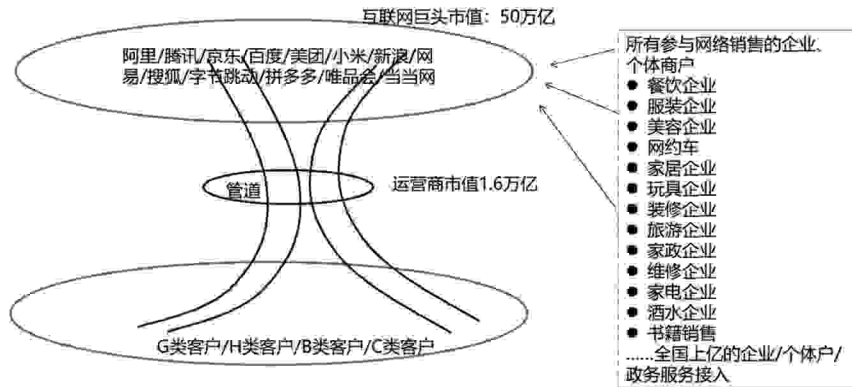 互联网巨头市值：50万亿
阿里/腾讯/京东/百度/美团/小米/新浪/网
易/搜狐/字节跳动/拼多多/唯品会/当当网
管道
运营商市值1.6万亿
G类客户/H类客户/B类客户/C类客户
所有参与网络销售的企业、
个体商户
● 餐饮企业
● 服装企业
● 美容企业
● 网约车
● 家居企业
● 玩具企业
● 装修企业
● 旅游企业
● 家政企业
● 维修企业
● 家电企业
● 酒水企业
● 书籍销售
......全国上亿的企业/个体户/
政务服务接入